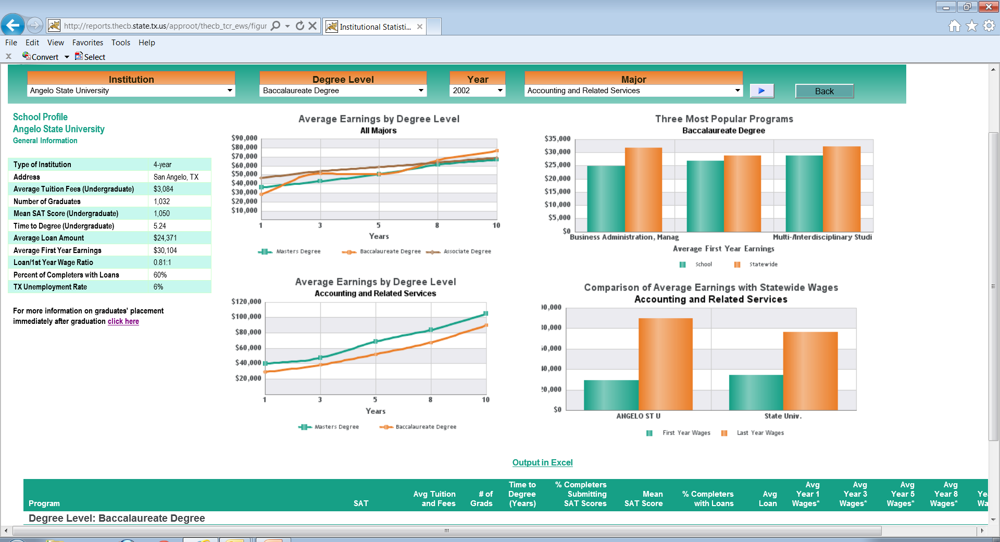 http://reports.thecb.state.tx.us/approot/thecb_tcr_ews/figur
Institutional Statisti...
File Edit View Favorites Tools Help
Convert Select
Institution Degree Level Year Major
Angelo State University Baccalaureate Degree 2002 Accounting and Related Services Back
School Profile
Angelo State University
General Information
Type of Institution 4-year
Address San Angelo, TX
Average Tuition Fees (Undergraduate) $3,084
Number of Graduates 1,032
Mean SAT Score (Undergraduate) 1,050
Time to Degree (Undergraduate) 5.24
Average Loan Amount $24,371
Average First Year Earnings $30,104
Loan/1st Year Wage Ratio 0.81:1
Percent of Completers with Loans 60%
TX Unemployment Rate 6%
For more information on graduates' placement
immediately after graduation click here
Average Earnings by Degree Level
All Majors
$90,000
$80,000
$70,000
$60,000
$50,000
$40,000
$30,000
$20,000
$10,000
1 3 5 8 10
Years
Masters Degree Baccalaureate Degree Associate Degree
Three Most Popular Programs
Baccalaureate Degree
$35,000
$30,000
$25,000
$20,000
$15,000
$10,000
$5,000
$0
Business Administration, Manag Multi-/Interdisciplinary Studi
Average First Year Earnings
School Statewide
Average Earnings by Degree Level
Accounting and Related Services
$120,000
$100,000
$80,000
$60,000
$40,000
$20,000
1 3 5 8 10
Years
Masters Degree Baccalaureate Degree
Comparison of Average Earnings with Statewide Wages
Accounting and Related Services
0,000
0,000
0,000
0,000
0,000
$0
ANGELO ST U State Univ.
First Year Wages Last Year Wages
Output in Excel
Program SAT Avg Tuition and Fees # of Grads Time to Degree (Years) % Completers Submitting SAT Scores Mean SAT Score % Completers with Loans Avg Loan Avg Year 1 Wages* Avg Year 3 Wages* Avg Year 5 Wages* Avg Year 8 Wages* Ye Wa
Degree Level: Baccalaureate Degree